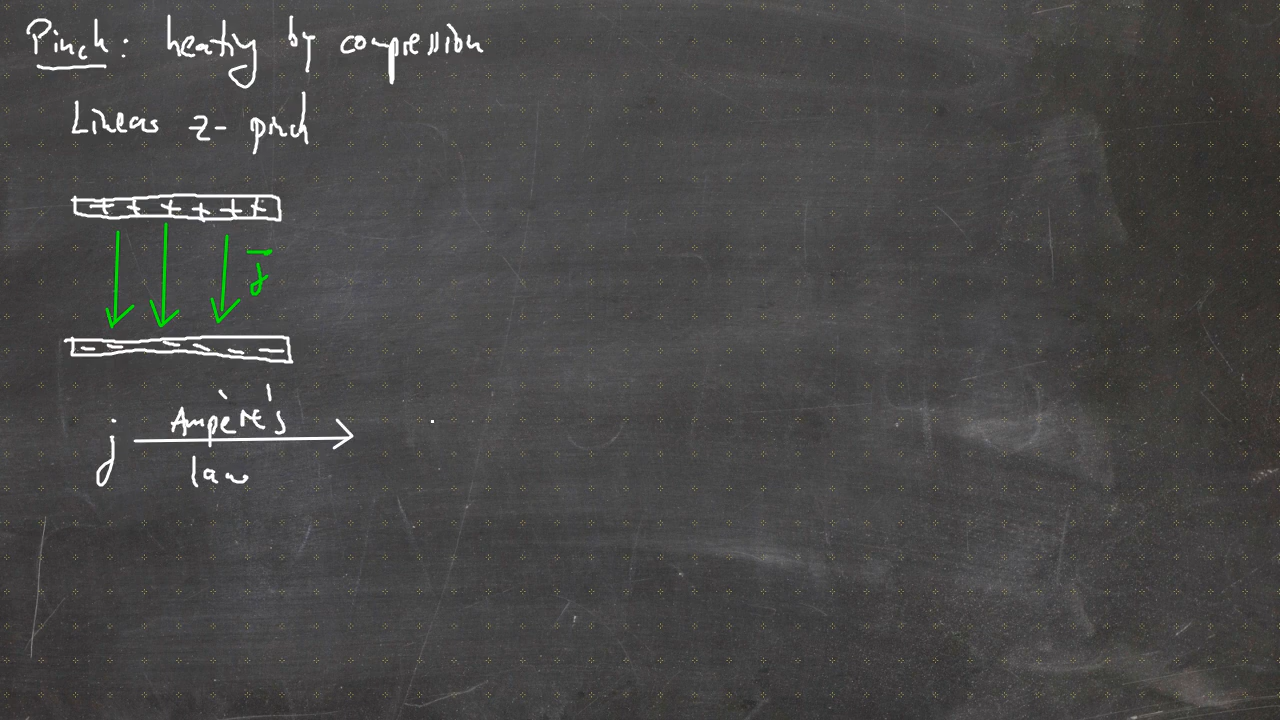 Pinch: heating by compression
Linear z-pinch
+ + + + + +
j
- - - - - -
j Ampère's
law